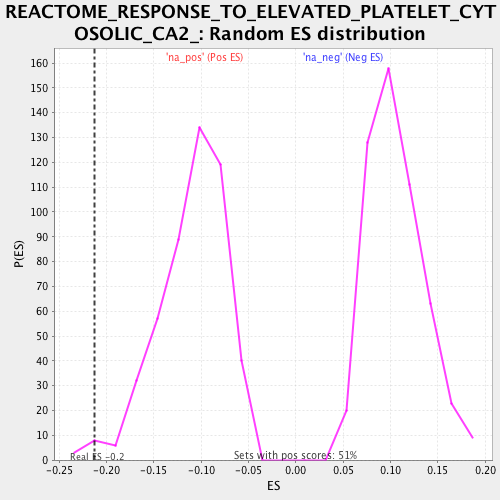 REACTOME_RESPONSE_TO_ELEVATED_PLATELET_CYT
OSOLIC_CA2_: Random ES distribution
'na_pos' (Pos ES) 'na_neg' (Neg ES)
P(ES)
160
150
140
130
120
110
100
90
80
70
60
50
40
30
20
10
0
Real ES -0.2 Sets with pos scores: 51%
-0.25 -0.20 -0.15 -0.10 -0.05 0.00 0.05 0.10 0.15 0.20
ES